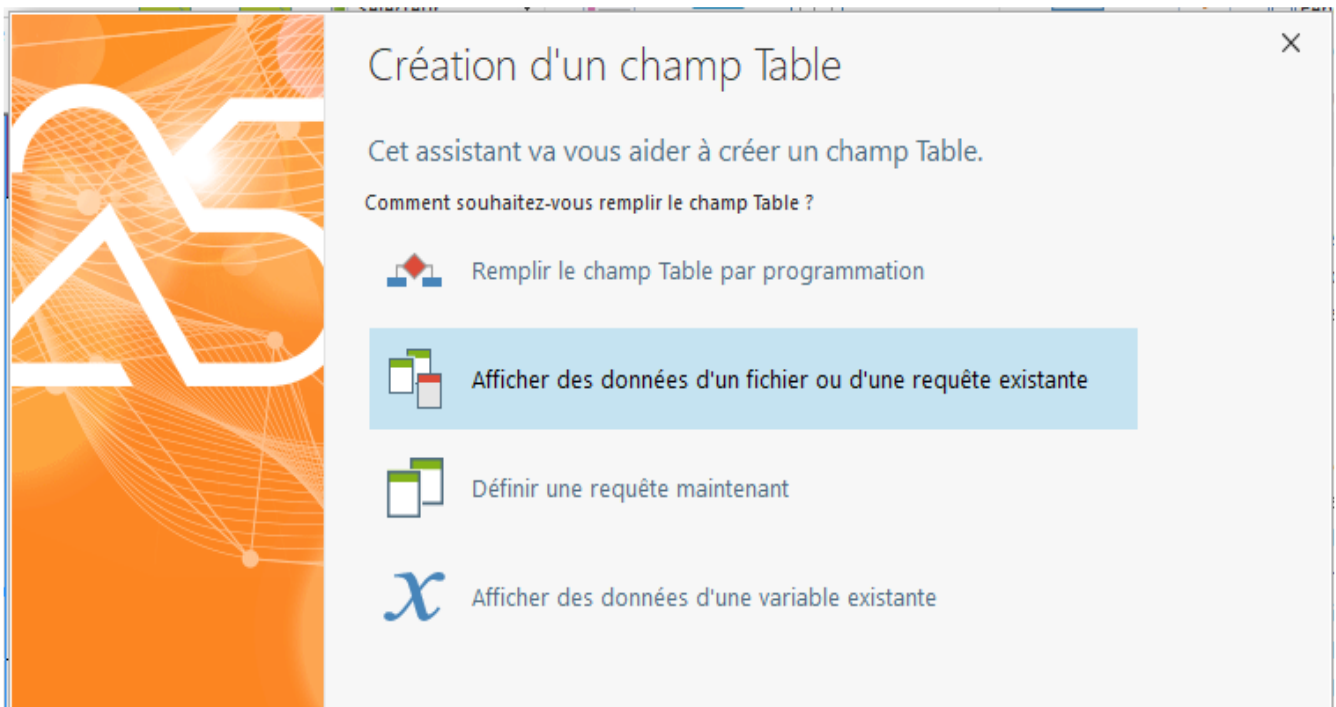 Création d'un champ Table
Cet assistant va vous aider à créer un champ Table.
Comment souhaitez-vous remplir le champ Table ?
Remplir le champ Table par programmation
Afficher des données d'un fichier ou d'une requête existante
Définir une requête maintenant
Afficher des données d'une variable existante